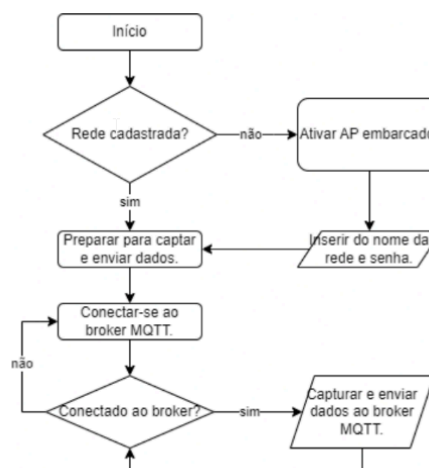 Início
Rede cadastrada?
não
Ativar AP embarcado
sim
Preparar para captar
e enviar dados.
Inserir do nome da
rede e senha.
Conectar-se ao
broker MQTT.
não
Conectado ao broker?
sim
Capturar e enviar
dados ao broker
MQTT.